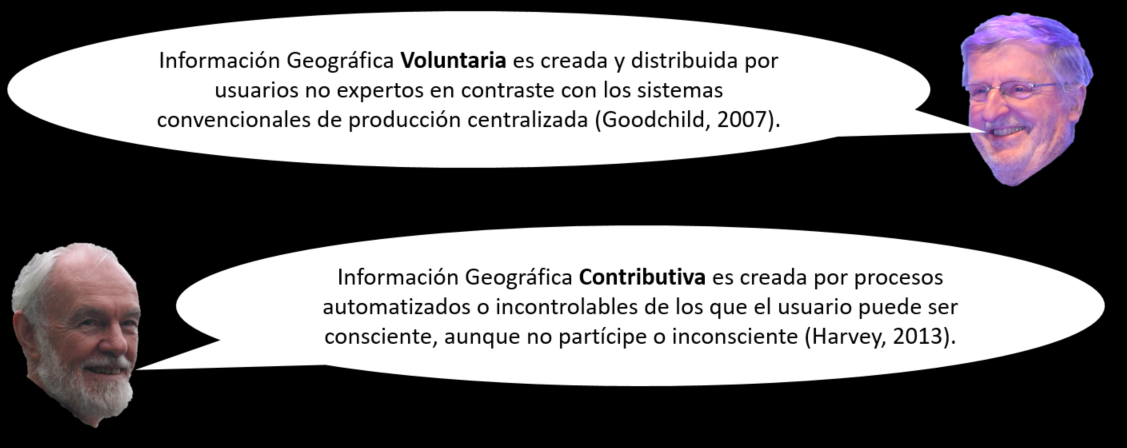 Información Geográfica Voluntaria es creada y distribuida por
usuarios no expertos en contraste con los sistemas
convencionales de producción centralizada (Goodchild, 2007).
Información Geográfica Contributiva es creada por procesos
automatizados o incontrolables de los que el usuario puede ser
consciente, aunque no partícipe o inconsciente (Harvey, 2013).